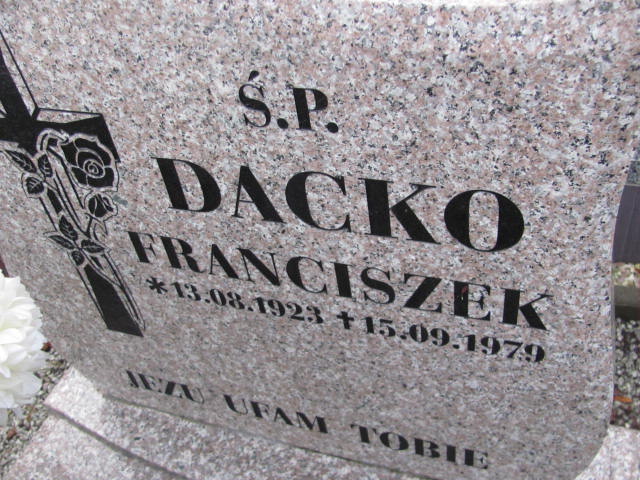 Ś.P.
DACKO
FRANCISZEK
*13.08.1923 ✝15.09.1979
JEZU UFAM TOBIE